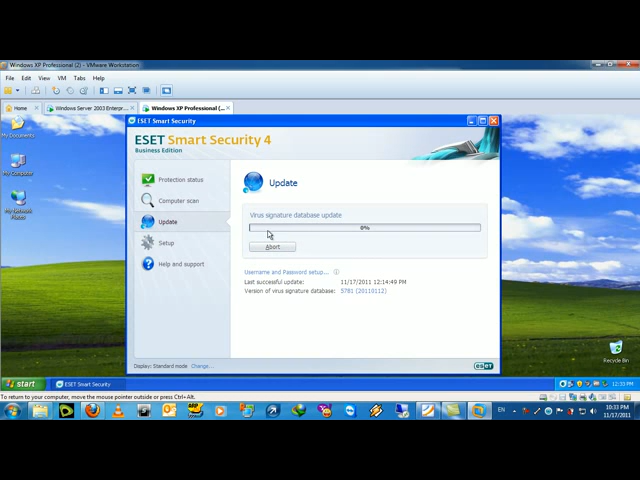 Windows XP Professional (2) - VMware Workstation
File Edit View VM Tabs Help
Home
Windows Server 2003 Enterpr...
Windows XP Professional (...
ESET Smart Security
My Documents
ESET Smart Security 4
Business Edition
Protection status
Update
Computer scan
My Computer
Virus signature database update
Update
0%
My Network
Places
Setup
Abort
Help and support
Username and Password setup...
Last successful update: 11/17/2011 12:14:49 PM
Version of virus signature database: 5781 (20110112)
Recycle Bin
Display: Standard mode Change...
eset
start
ESET Smart Security
12:33 PM
To return to your computer, move the mouse pointer outside or press Ctrl+Alt.
EN
10:33 PM
11/17/2011